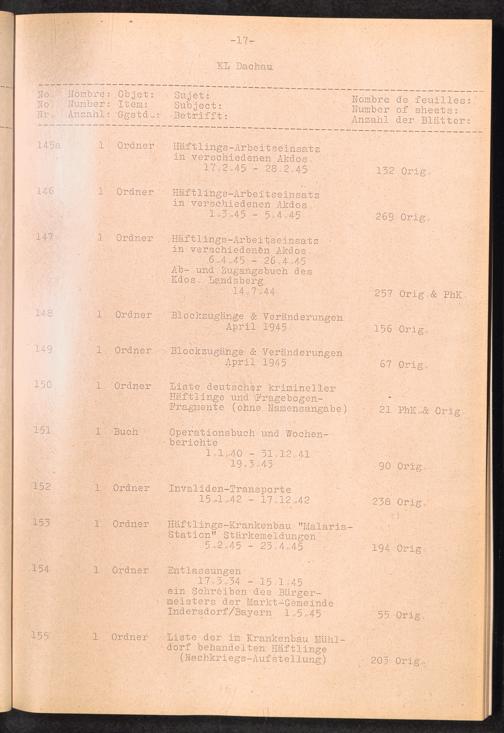 -17-
KL Dachau
No. Nombre: Objet: Sujet: Nombre de feuilles:
No. Number: Item: Subject: Number of sheets:
Nr. Anzahl: Ggstd.: Betrifft: Anzahl der Blätter:
145a 1 Ordner Häftlings-Arbeitseinsatz
in verschiedenen Akdos
17.2.45 - 28.2.45 132 Orig.
146 1 Ordner Häftlings-Arbeitseinsatz
in verschiedenen Akdos
1.3.45 - 5.4.45 269 Orig.
147 1 Ordner Häftlings-Arbeitseinsatz
in verschiedenen Akdos.
6.4.45 - 26.4.45
Ab- und Zugangsbuch des
Kdos. Landsberg
14.7.44 257 Orig.& PhK
148 1 Ordner Blockzugänge & Veränderungen
April 1945 156 Orig.
149 1 Ordner Blockzugänge & Veränderungen
April 1945 67 Orig.
150 1 Ordner Liste deutscher krimineller
Häftlinge und Fragebogen-
Fragmente (ohne Namensangabe) 21 PhK.& Orig.
151 1 Buch Operationsbuch und Wochen-
berichte
1.1.40 - 31.12.41
19.3.43 90 Orig.
152 1 Ordner Invaliden-Transporte
15.1.42 - 17.12.42 238 Orig.
153 1 Ordner Häftlings-Krankenbau "Malaria-
Station" Stärkemeldungen
5.2.45 - 23.4.45 194 Orig.
154 1 Ordner Entlassungen
17.3.34 - 15.1.45
ein Schreiben des Bürger-
meisters der Markt-Gemeinde
Indersdorf/Bayern 1.5.45 55 Orig.
155 1 Ordner Liste der im Krankenbau Mühl-
dorf behandelten Häftlinge
(Nachkriegs-Aufstellung) 203 Orig.